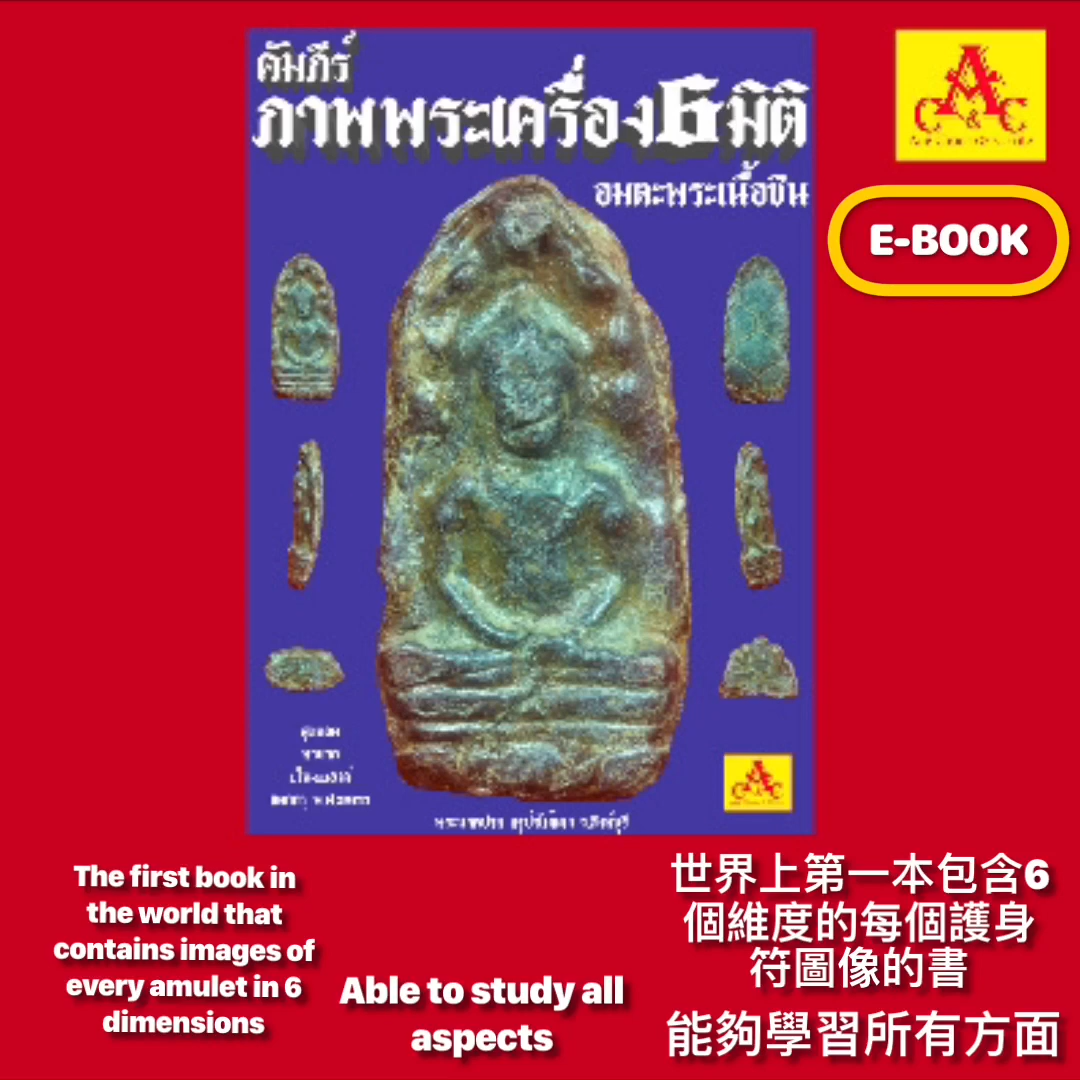 คัมภีร์
ภาพพระเครื่อง6มิติ
อมตะพระเนื้อชิน
A
C & C
E-BOOK
A
C & C
The first book in
the world that
contains images of
every amulet in 6
dimensions
Able to study all
aspects
世界上第一本包含6
個維度的每個護身
符圖像的書
能夠學習所有方面